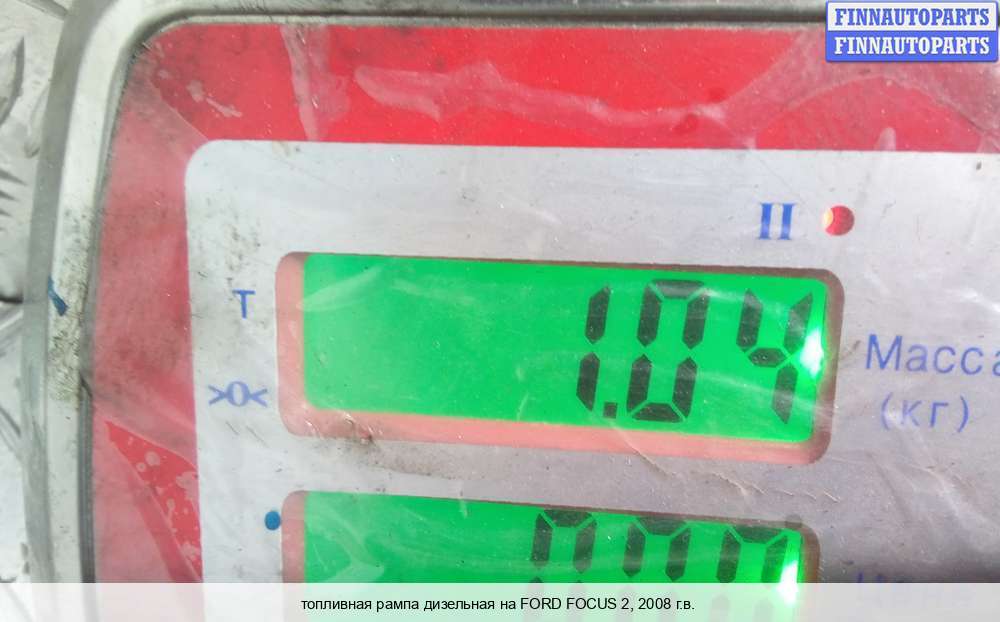 FINNAUTOPARTS
FINNAUTOPARTS
II
T
1.04
Масса
(кг)
>0<
топливная рампа дизельная на FORD FOCUS 2, 2008 г.в.